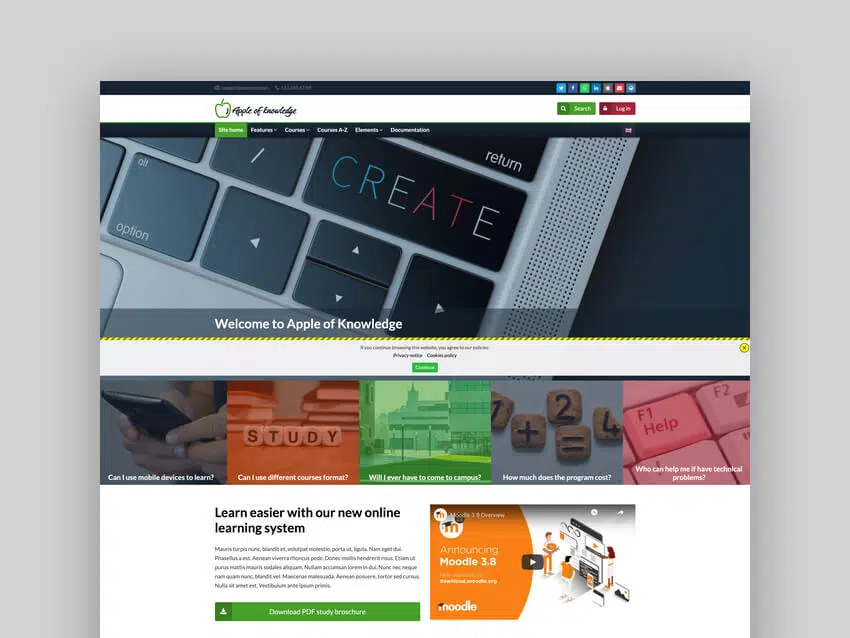 Apple of knowledge
Search
Log in
Site home
Features
Courses
Courses A-Z
Elements
Documentation
alt
option
return
CREATE
Welcome to Apple of Knowledge
If you continue browsing this website, you agree to our policies:
Privacy notice
Cookies policy
Continue
STUDY
1 2 4
+ = 4
F1
Help
F2
Can I use mobile devices to learn?
Can I use different courses format?
Will I ever have to come to campus?
How much does the program cost?
Who can help me if have technical
problems?
Learn easier with our new online
learning system
Mauris turpis nunc, blandit et, volutpat molestie, porta ut, ligula. Nam eget dui.
Phasellus a est. Aenean viverra rhoncus pede. Donec mollis hendrerit risus. Etiam ut
purus mattis mauris sodales aliquam. Nullam accumsan lorem in dui. Nunc nec neque
nam quam nunc, blandit vel. Maecenas malesuada. Aenean posuere, tortor sed cursus.
Nulla sit amet est. Vestibulum ante ipsum primis.
Download PDF study broschure
Moodle 3.8 Overview
Announcing
Moodle 3.8
download.moodle.org
moodle